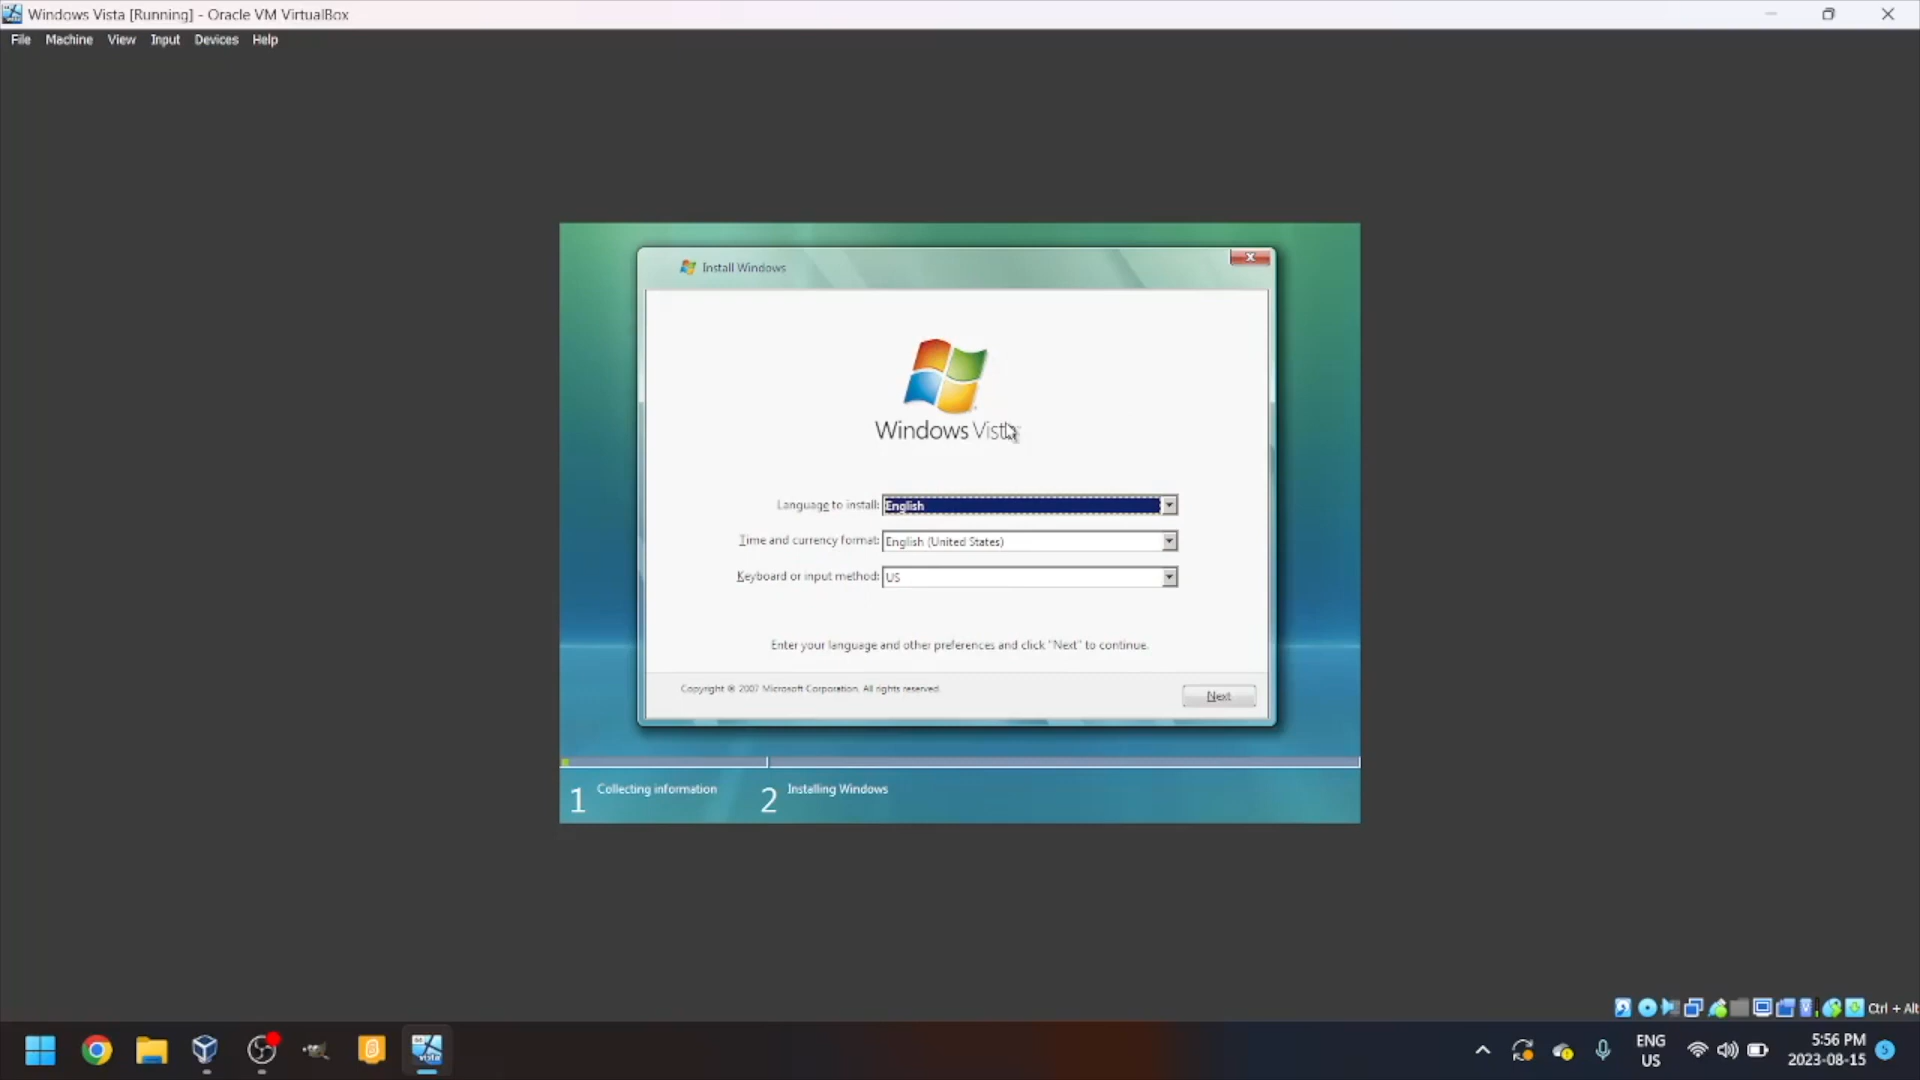 Windows Vista [Running] - Oracle VM VirtualBox
File Machine View Input Devices Help
Install Windows
Windows Vista
Language to install: English
Time and currency format: English (United States)
Keyboard or input method: US
Enter your language and other preferences and click "Next" to continue.
Copyright © 2007 Microsoft Corporation. All rights reserved.
Next
1 Collecting information 2 Installing Windows
Ctrl + Alt
ENG
US
5:56 PM
2023-08-15
5